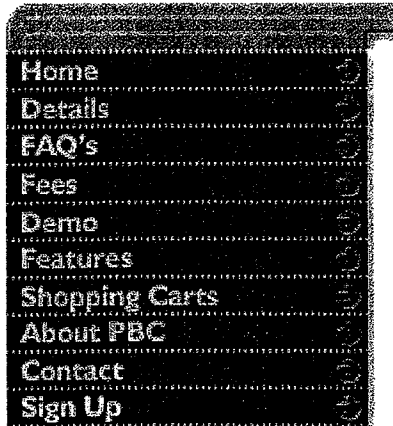 Home
Details
FAQ's
Fees
Demo
Features
Shopping Carts
About PBC
Contact
Sign Up